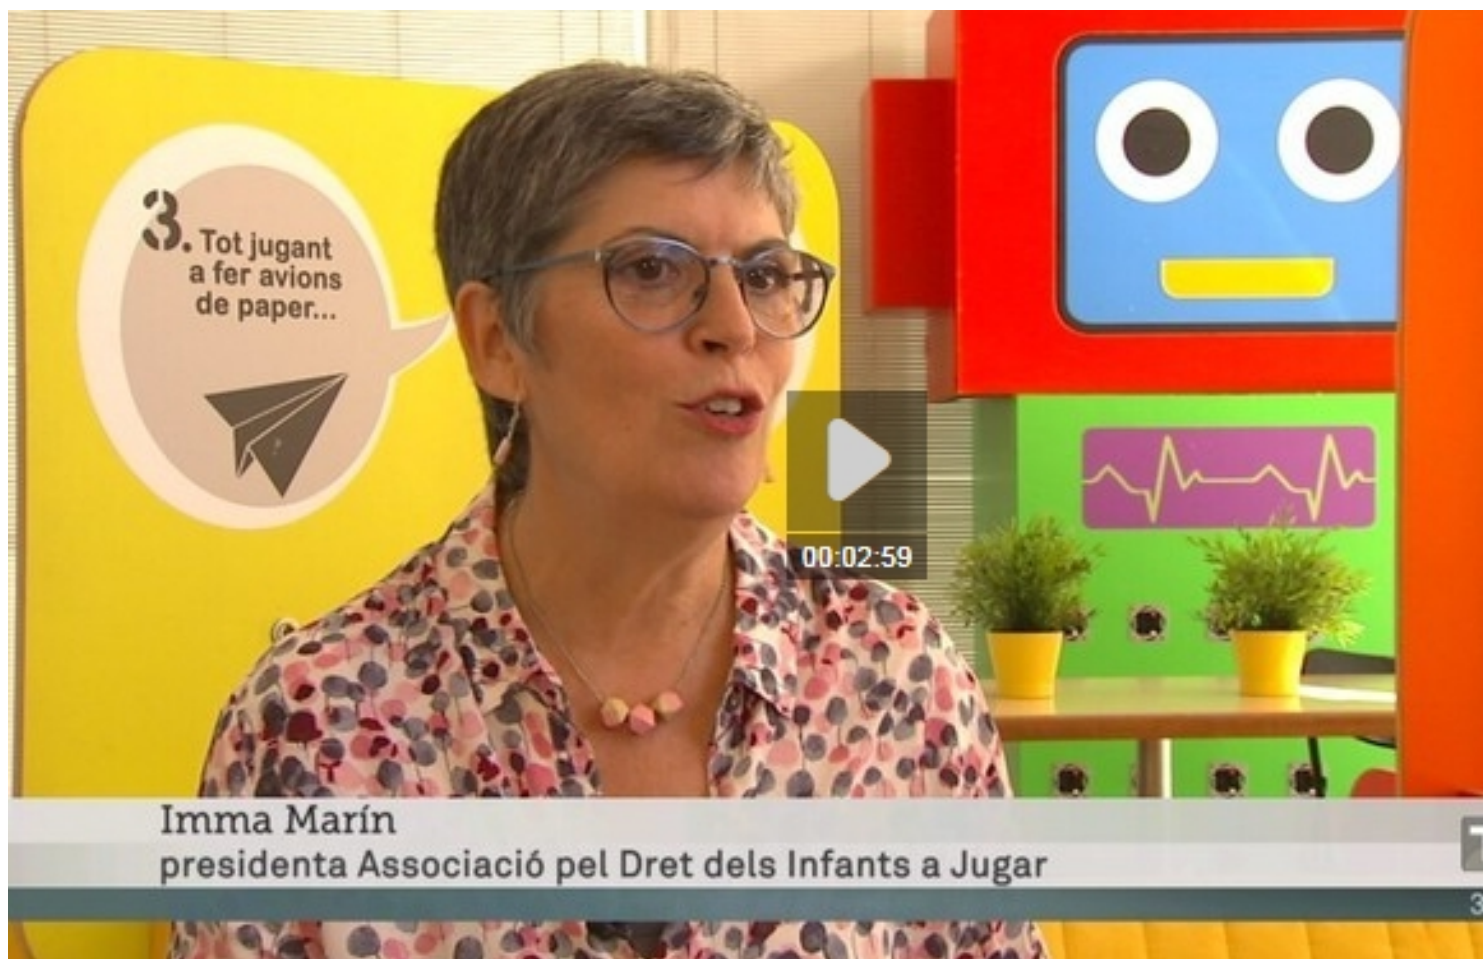 3. Tot jugant
a fer avions
de paper...
00:02:59
Imma Marín
presidenta Associació pel Dret dels Infants a Jugar